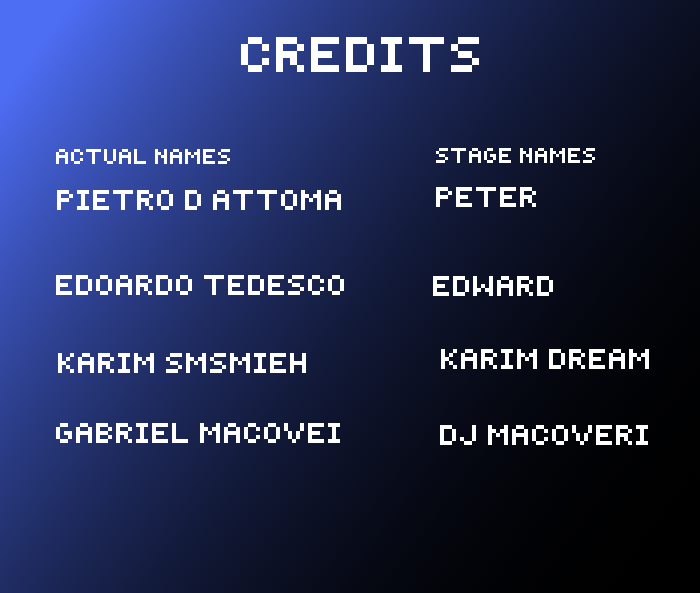 CREDITS
ACTUAL NAMES STAGE NAMES
PIETRO D ATTOMA PETER
EDOARDO TEDESCO EDWARD
KARIM SMSMIEH KARIM DREAM
GABRIEL MACOVEI DJ MACOVERI